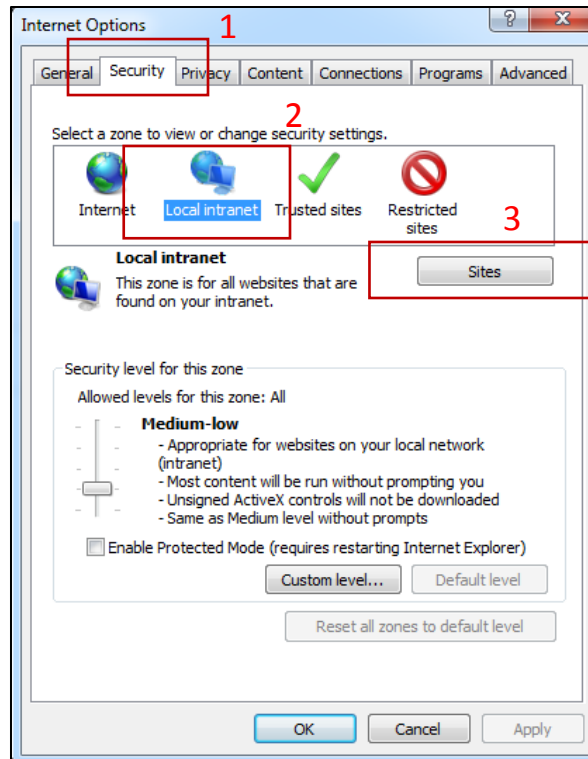 Internet Options
1
General Security Privacy Content Connections Programs Advanced
2
Select a zone to view or change security settings.
Internet Local intranet Trusted sites Restricted sites
3
Local intranet
Sites
This zone is for all websites that are
found on your intranet.
Security level for this zone
Allowed levels for this zone: All
Medium-low
- Appropriate for websites on your local network
(intranet)
- Most content will be run without prompting you
- Unsigned ActiveX controls will not be downloaded
- Same as Medium level without prompts
Enable Protected Mode (requires restarting Internet Explorer)
Custom level... Default level
Reset all zones to default level
OK Cancel Apply